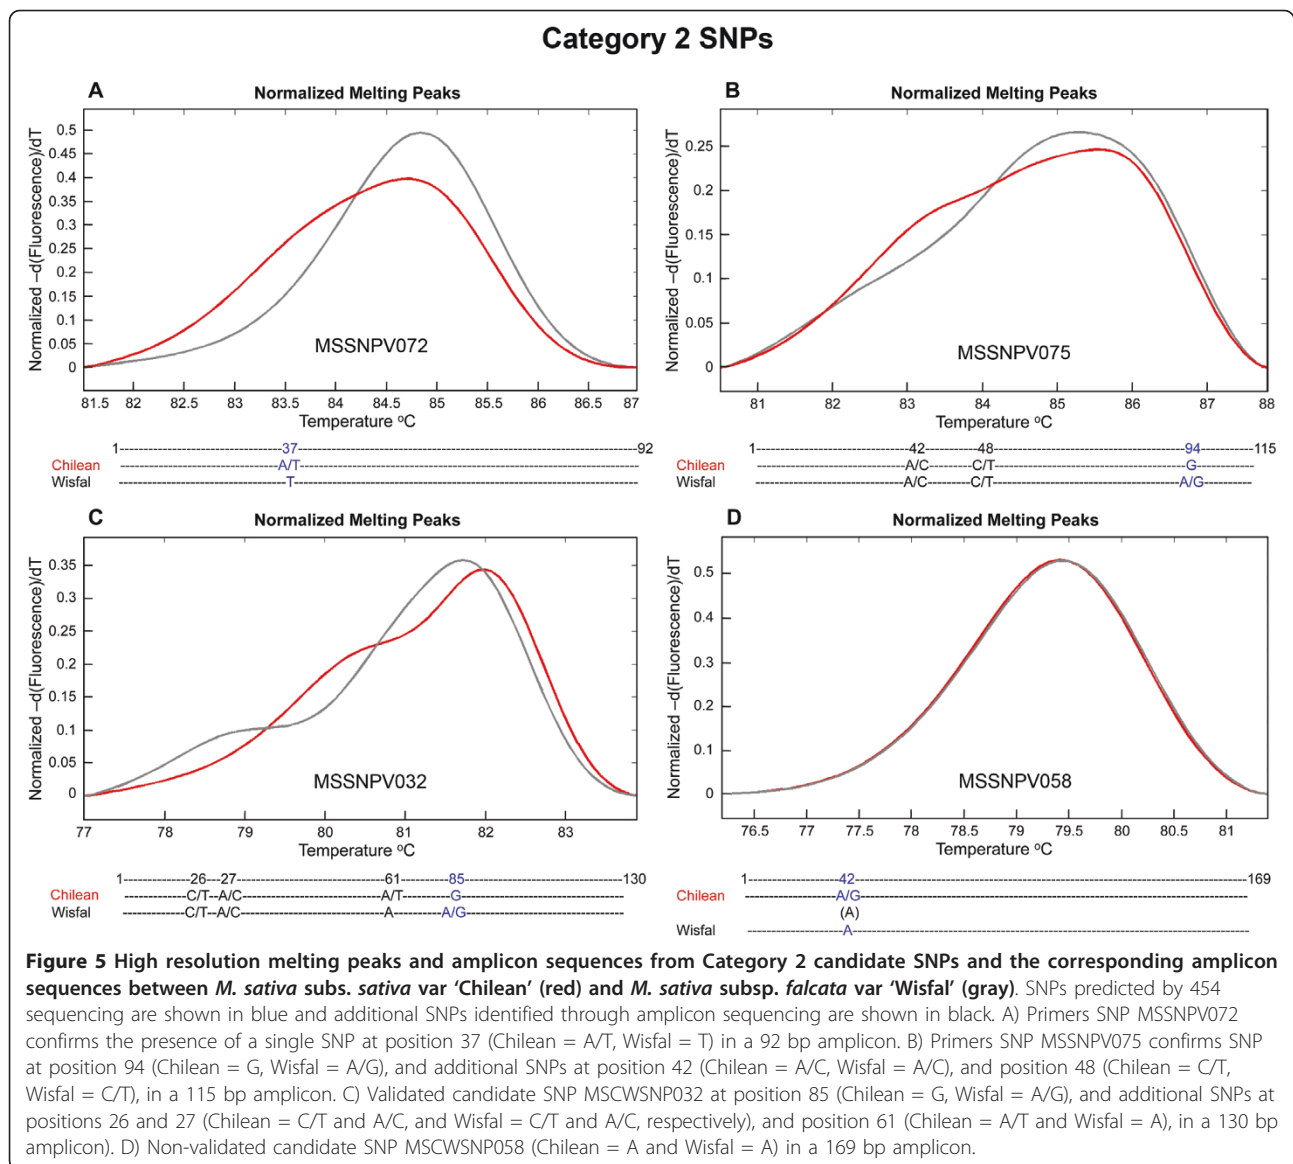 Category 2 SNPs
A
Normalized Melting Peaks
Normalized –d(Fluorescence)/dT
0.5
0.45
0.4
0.35
0.3
0.25
0.2
0.15
0.1
0.05
0
MSSNPV072
81.5 82 82.5 83 83.5 84 84.5 85 85.5 86 86.5 87
Temperature ºC
1 37 92
Chilean A/T
Wisfal T
B
Normalized Melting Peaks
Normalized –d(Fluorescence)/dT
0.25
0.2
0.15
0.1
0.05
0
MSSNPV075
81 82 83 84 85 86 87 88
Temperature ºC
1 42 48 94 115
Chilean A/C C/T G
Wisfal A/C C/T A/G
C
Normalized Melting Peaks
Normalized –d(Fluorescence)/dT
0.35
0.3
0.25
0.2
0.15
0.1
0.05
0
MSSNPV032
77 78 79 80 81 82 83
Temperature ºC
1 26 27 61 85 130
Chilean C/T A/C A/T G
Wisfal C/T A/C A A/G
D
Normalized Melting Peaks
Normalized –d(Fluorescence)/dT
0.5
0.4
0.3
0.2
0.1
0
MSSNPV058
76.5 77 77.5 78 78.5 79 79.5 80 80.5 81
Temperature ºC
1 42 169
Chilean A/G
(A)
Wisfal A
Figure 5 High resolution melting peaks and amplicon sequences from Category 2 candidate SNPs and the corresponding amplicon
sequences between M. sativa subs. sativa var ‘Chilean’ (red) and M. sativa subsp. falcata var ‘Wisfal’ (gray). SNPs predicted by 454
sequencing are shown in blue and additional SNPs identified through amplicon sequencing are shown in black. A) Primers SNP MSSNPV072
confirms the presence of a single SNP at position 37 (Chilean = A/T, Wisfal = T) in a 92 bp amplicon. B) Primers SNP MSSNPV075 confirms SNP
at position 94 (Chilean = G, Wisfal = A/G), and additional SNPs at position 42 (Chilean = A/C, Wisfal = A/C), and position 48 (Chilean = C/T,
Wisfal = C/T), in a 115 bp amplicon. C) Validated candidate SNP MSCWSNP032 at position 85 (Chilean = G, Wisfal = A/G), and additional SNPs at
positions 26 and 27 (Chilean = C/T and A/C, and Wisfal = C/T and A/C, respectively), and position 61 (Chilean = A/T and Wisfal = A), in a 130 bp
amplicon). D) Non-validated candidate SNP MSCWSNP058 (Chilean = A and Wisfal = A) in a 169 bp amplicon.